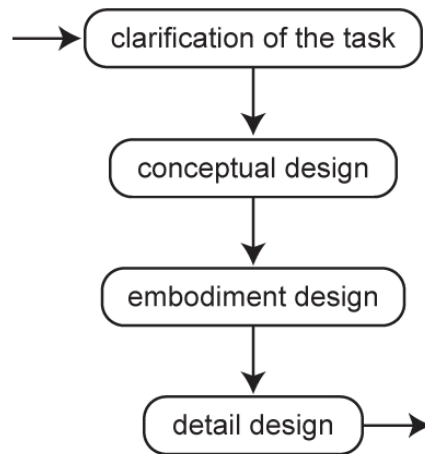 clarification of the task
conceptual design
embodiment design
detail design